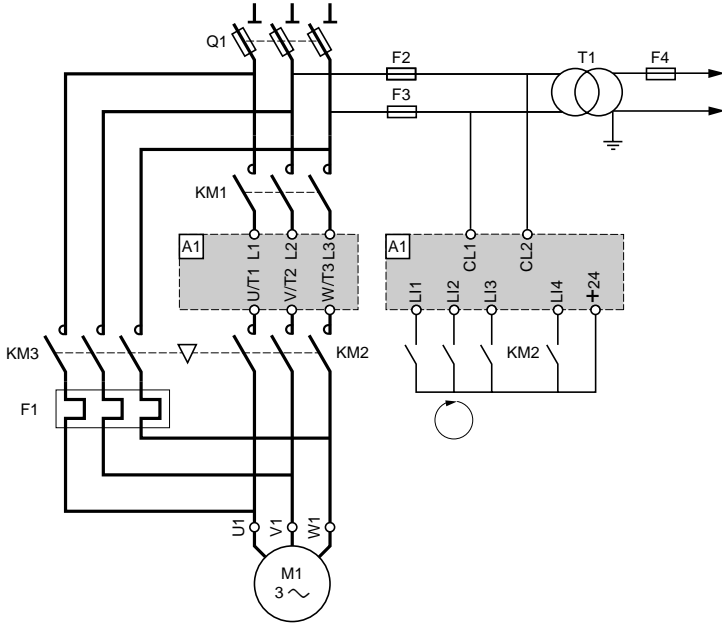 Q1
F2
T1
F4
F3
KM1
A1
L1
L2
L3
U/T1
V/T2
W/T3
A1
CL1
CL2
LI1
LI2
LI3
LI4
+24
KM3
KM2
KM2
F1
U1
V1
W1
M1
3